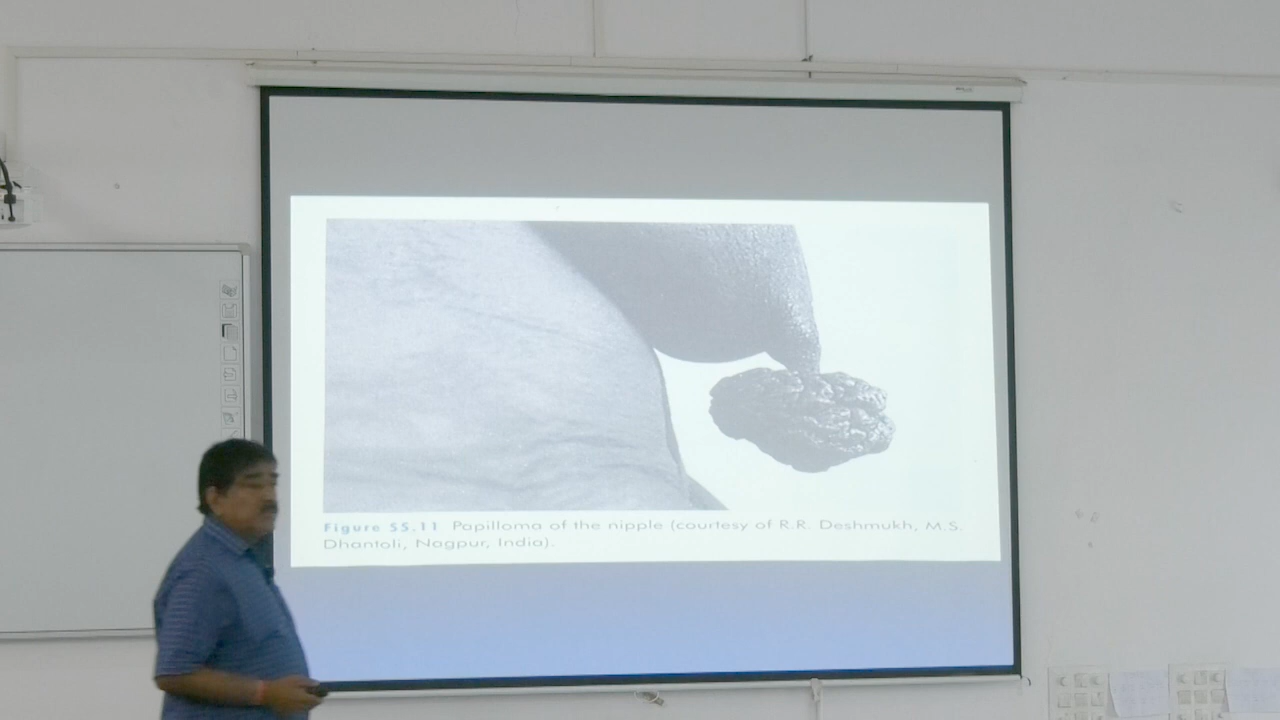 Figure 55.11 Papilloma of the nipple (courtesy of R.R. Deshmukh, M.S.
Dhantoli, Nagpur, India).